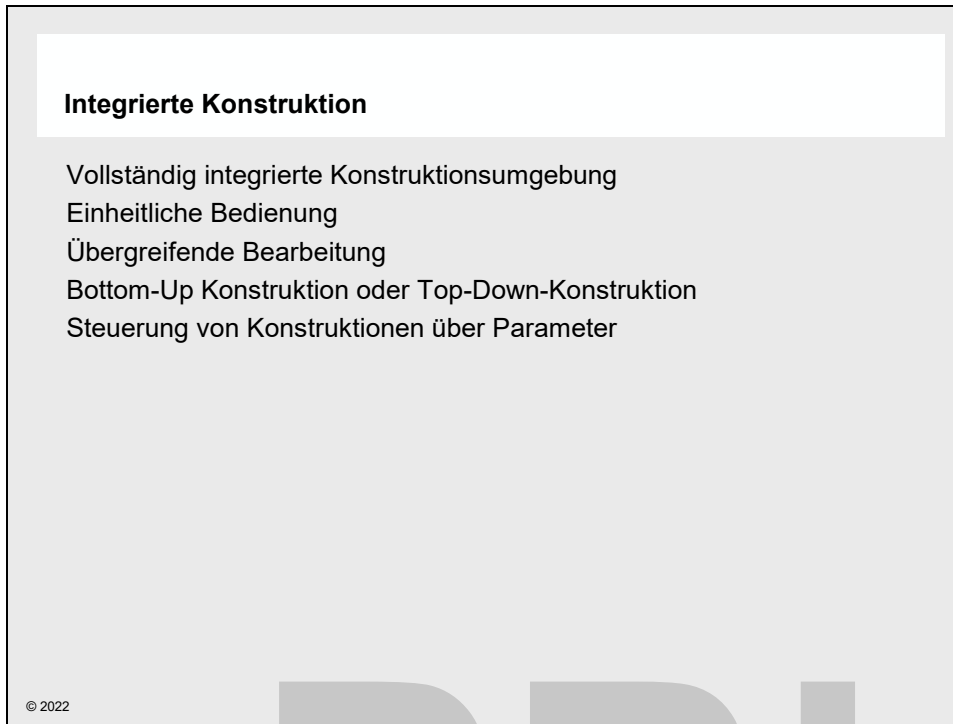 Integrierte Konstruktion
Vollständig integrierte Konstruktionsumgebung
Einheitliche Bedienung
Übergreifende Bearbeitung
Bottom-Up Konstruktion oder Top-Down-Konstruktion
Steuerung von Konstruktionen über Parameter
© 2022